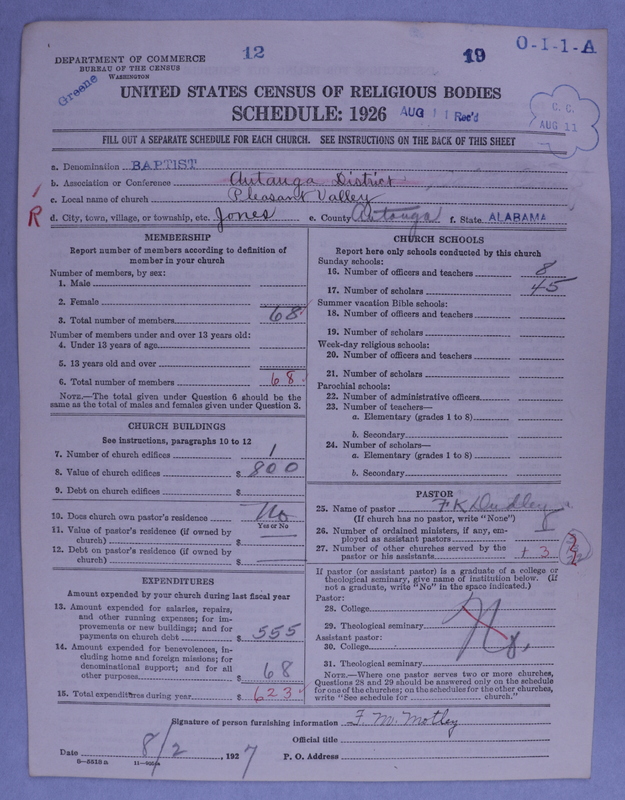 12 19 O-I-1-A
DEPARTMENT OF COMMERCE
BUREAU OF THE CENSUS
WASHINGTON
Greene
UNITED STATES CENSUS OF RELIGIOUS BODIES
SCHEDULE: 1926 AUG 11 Rec'd
C. C.
AUG 11
FILL OUT A SEPARATE SCHEDULE FOR EACH CHURCH. SEE INSTRUCTIONS ON THE BACK OF THIS SHEET
a. Denomination BAPTIST
b. Association or Conference Autauga District
c. Local name of church Pleasant Valley
R d. City, town, village, or township, etc. Jones e. County Autauga f. State ALABAMA
MEMBERSHIP
Report number of members according to definition of
member in your church
Number of members, by sex:
1. Male
2. Female
3. Total number of members 68
Number of members under and over 13 years old:
4. Under 13 years of age
5. 13 years old and over
6. Total number of members 68
NOTE.—The total given under Question 6 should be the
same as the total of males and females given under Question 3.
CHURCH BUILDINGS
See instructions, paragraphs 10 to 12
7. Number of church edifices 1
8. Value of church edifices $ 800
9. Debt on church edifices $
10. Does church own pastor's residence No
Yes or No
11. Value of pastor's residence (if owned by
church) $
12. Debt on pastor's residence (if owned by
church) $
EXPENDITURES
Amount expended by your church during last fiscal year
13. Amount expended for salaries, repairs,
and other running expenses; for im-
provements or new buildings; and for
payments on church debt $ 555
14. Amount expended for benevolences, in-
cluding home and foreign missions; for
denominational support; and for all
other purposes $ 68
15. Total expenditures during year $ 623
CHURCH SCHOOLS
Report here only schools conducted by this church
Sunday schools:
16. Number of officers and teachers 8
17. Number of scholars 45
Summer vacation Bible schools:
18. Number of officers and teachers
19. Number of scholars
Week-day religious schools:
20. Number of officers and teachers
21. Number of scholars
Parochial schools:
22. Number of administrative officers
23. Number of teachers—
a. Elementary (grades 1 to 8)
b. Secondary
24. Number of scholars—
a. Elementary (grades 1 to 8)
b. Secondary
PASTOR
25. Name of pastor F K Dudley
(If church has no pastor, write "None")
26. Number of ordained ministers, if any, em-
ployed as assistant pastors
27. Number of other churches served by the
pastor or his assistants + 3
If pastor (or assistant pastor) is a graduate of a college or
theological seminary, give name of institution below. (If
not a graduate, write "No" in the space indicated.)
Pastor:
28. College
29. Theological seminary No,
Assistant pastor:
30. College
31. Theological seminary
NOTE.—Where one pastor serves two or more churches,
Questions 28 and 29 should be answered only on the schedule
for one of the churches; on the schedules for the other churches,
write "See schedule for church."
Signature of person furnishing information F. M. Motley
Official title
Date 8/2, 1927 P. O. Address
8—5518 a